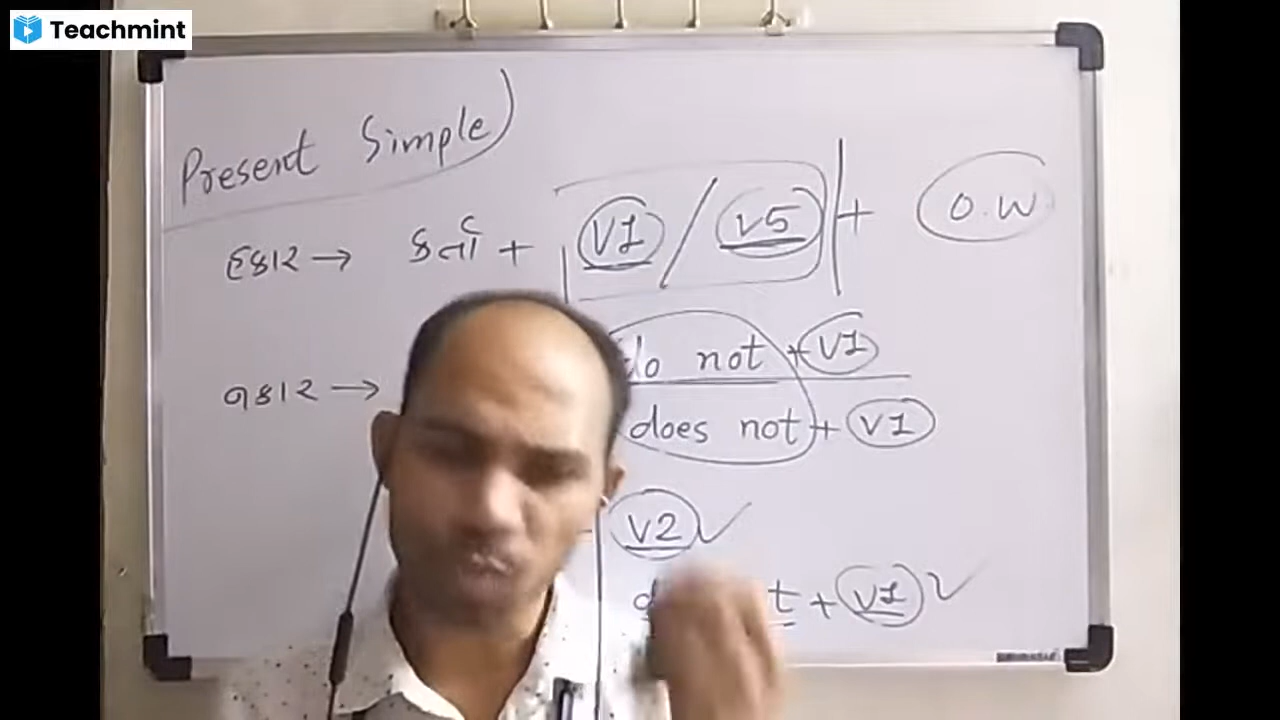 Teachmint
Present Simple
હકાર → કર્તા + V1 / V5 + O.W
નકાર → do not + V1
does not + V1
V2 ✓
+ V1 ✓